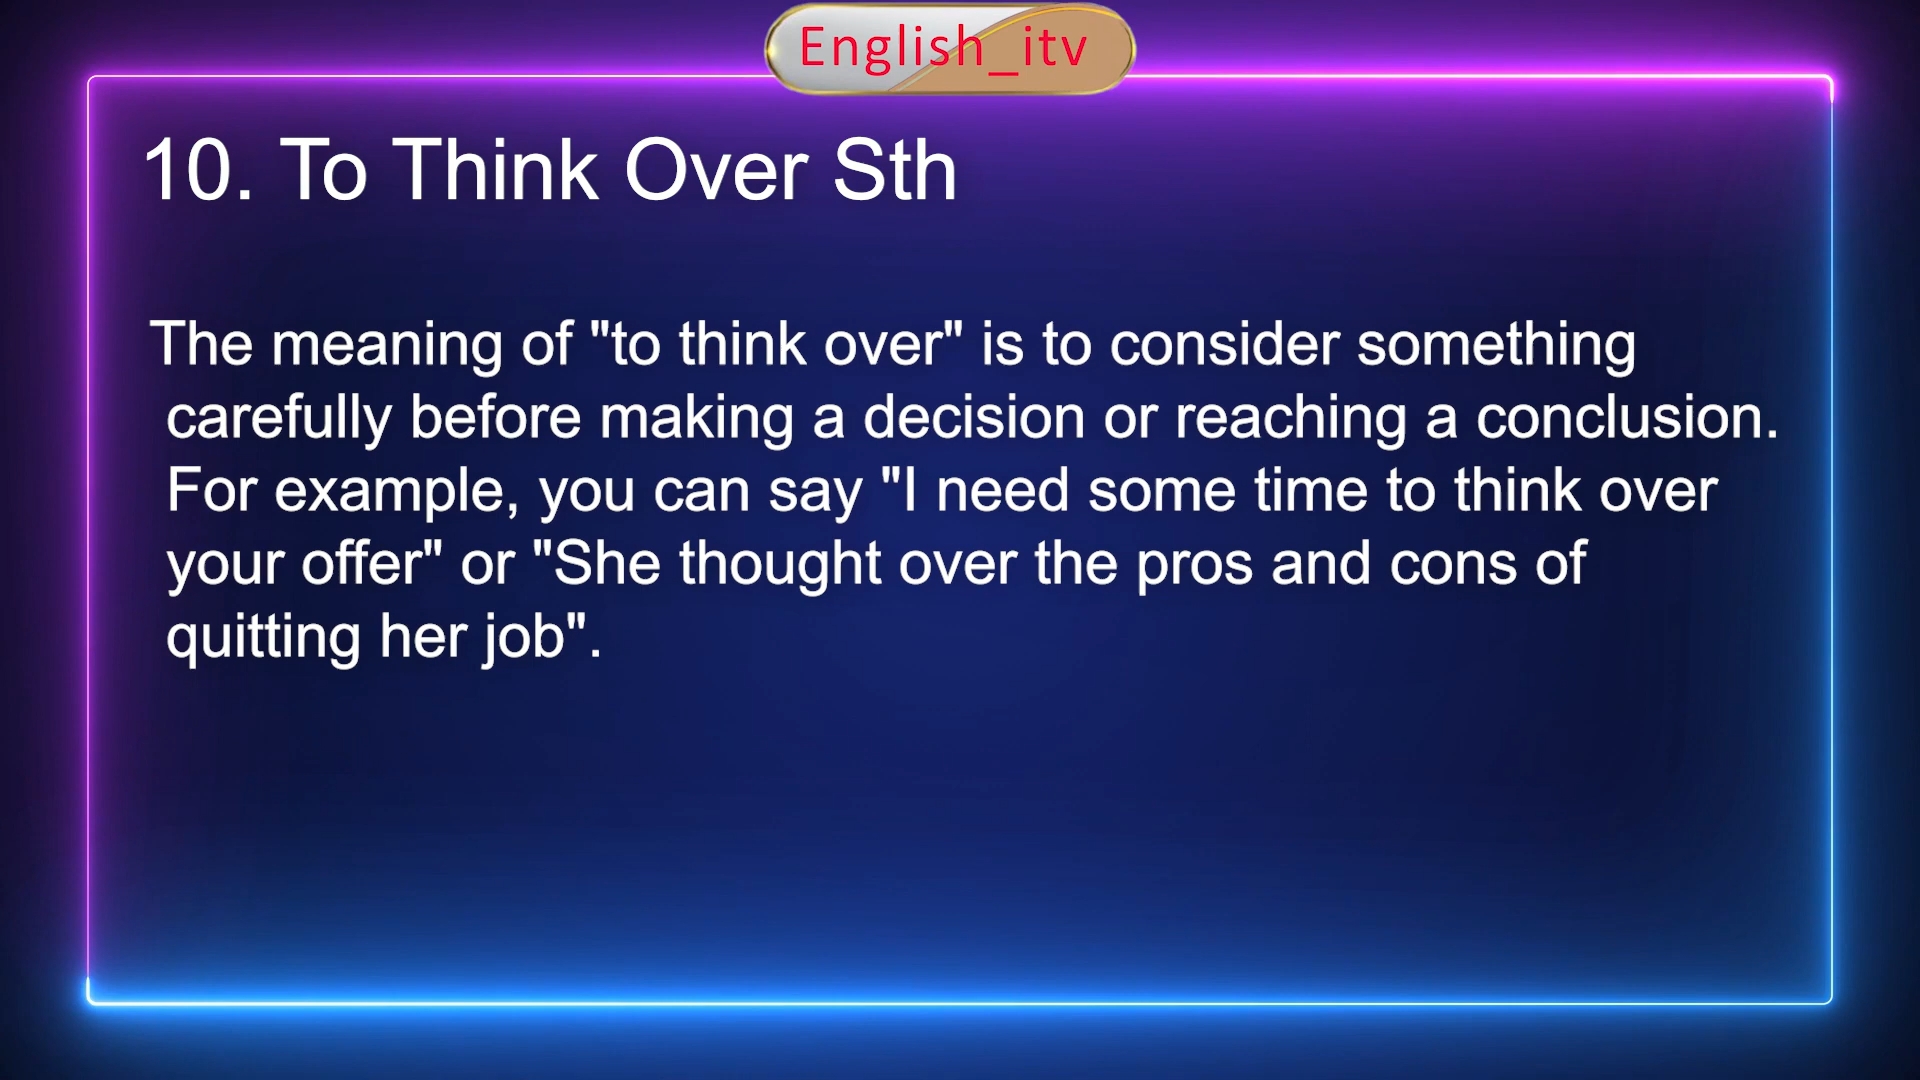 English_itv
10. To Think Over Sth
The meaning of "to think over" is to consider something
carefully before making a decision or reaching a conclusion.
For example, you can say "I need some time to think over
your offer" or "She thought over the pros and cons of
quitting her job".